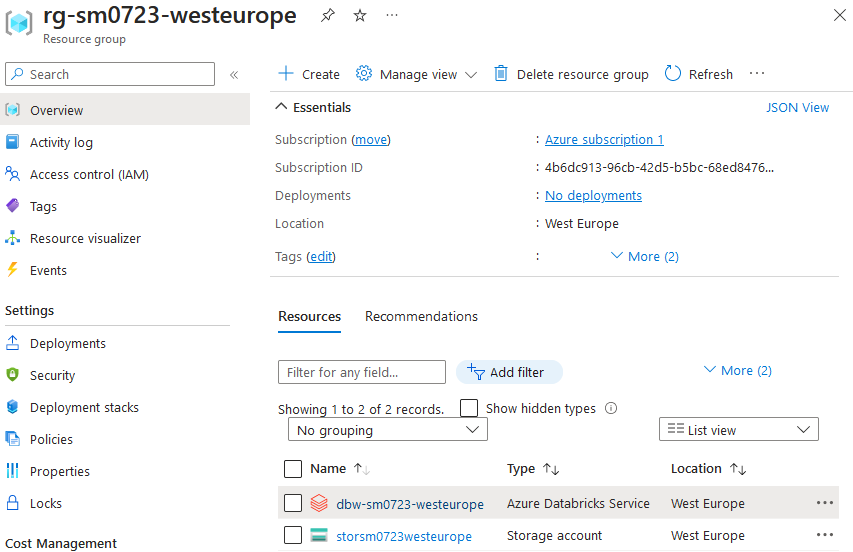 rg-sm0723-westeurope
Resource group
Search
Overview
Activity log
Access control (IAM)
Tags
Resource visualizer
Events
Settings
Deployments
Security
Deployment stacks
Policies
Properties
Locks
Cost Management
Create Manage view Delete resource group Refresh
Essentials JSON View
Subscription (move) : Azure subscription 1
Subscription ID : 4b6dc913-96cb-42d5-b5bc-68ed8476...
Deployments : No deployments
Location : West Europe
Tags (edit) : More (2)
Resources Recommendations
Filter for any field... Add filter More (2)
Showing 1 to 2 of 2 records. Show hidden types
No grouping List view
Name Type Location
dbw-sm0723-westeurope Azure Databricks Service West Europe
storsm0723westeurope Storage account West Europe